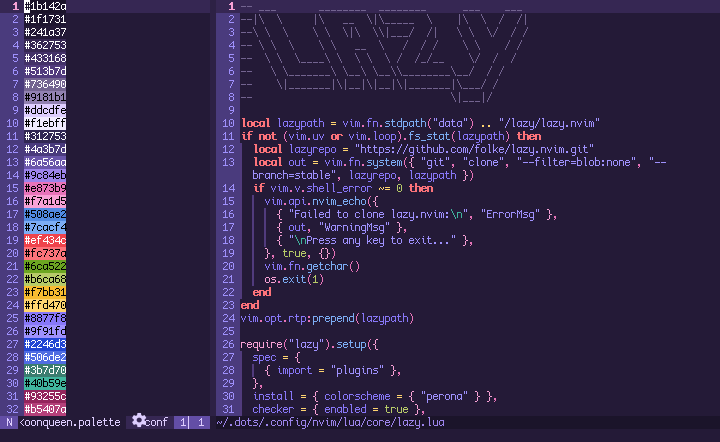 1 #1b142a
2 #1f1731
3 #241a37
4 #362753
5 #433168
6 #513b7d
7 #736490
8 #9181b1
9 #ddcdfe
10 #f1ebff
11 #312753
12 #4a3b7d
13 #6a56aa
14 #9c84eb
15 #e873b9
16 #f7a1d5
17 #508ae2
18 #7cacf4
19 #ef434c
20 #fc737a
21 #6ca522
22 #b6ca68
23 #f7bb31
24 #ffd470
25 #8877f8
26 #9f91fd
27 #2246d3
28 #506de2
29 #3b7d70
30 #40b59e
31 #93255c
32 #b5407a
N <oonqueen.palette conf 1 1
1 -- ___       ________  ________      ___    ___
2 --|\  \     |\   __  \|\_____  \    |\  \  /  /|
3 --\ \  \    \ \  \|\  \\|___/  /|   \ \  \/  / /
4 -- \ \  \    \ \   __  \   /  / /    \ \    / /
5 --  \ \  \____\ \  \ \  \ /  /_/__    \/   / /
6 --   \ \_______\ \__\ \__\\________\__/   / /
7 --    \|_______|\|__|\|__|\|_______|\___/ /
8 --                                 \|___|/
9
10 local lazypath = vim.fn.stdpath("data") .. "/lazy/lazy.nvim"
11 if not (vim.uv or vim.loop).fs_stat(lazypath) then
12 local lazyrepo = "https://github.com/folke/lazy.nvim.git"
13 local out = vim.fn.system({ "git", "clone", "--filter=blob:none", "--
branch=stable", lazyrepo, lazypath })
14 if vim.v.shell_error ~= 0 then
15 vim.api.nvim_echo({
16 { "Failed to clone lazy.nvim:\n", "ErrorMsg" },
17 { out, "WarningMsg" },
18 { "\nPress any key to exit..." },
19 }, true, {})
20 vim.fn.getchar()
21 os.exit(1)
22 end
23 end
24 vim.opt.rtp:prepend(lazypath)
25
26 require("lazy").setup({
27 spec = {
28 { import = "plugins" },
29 },
30 install = { colorscheme = { "perona" } },
31 checker = { enabled = true },
~/.dots/.config/nvim/lua/core/lazy.lua